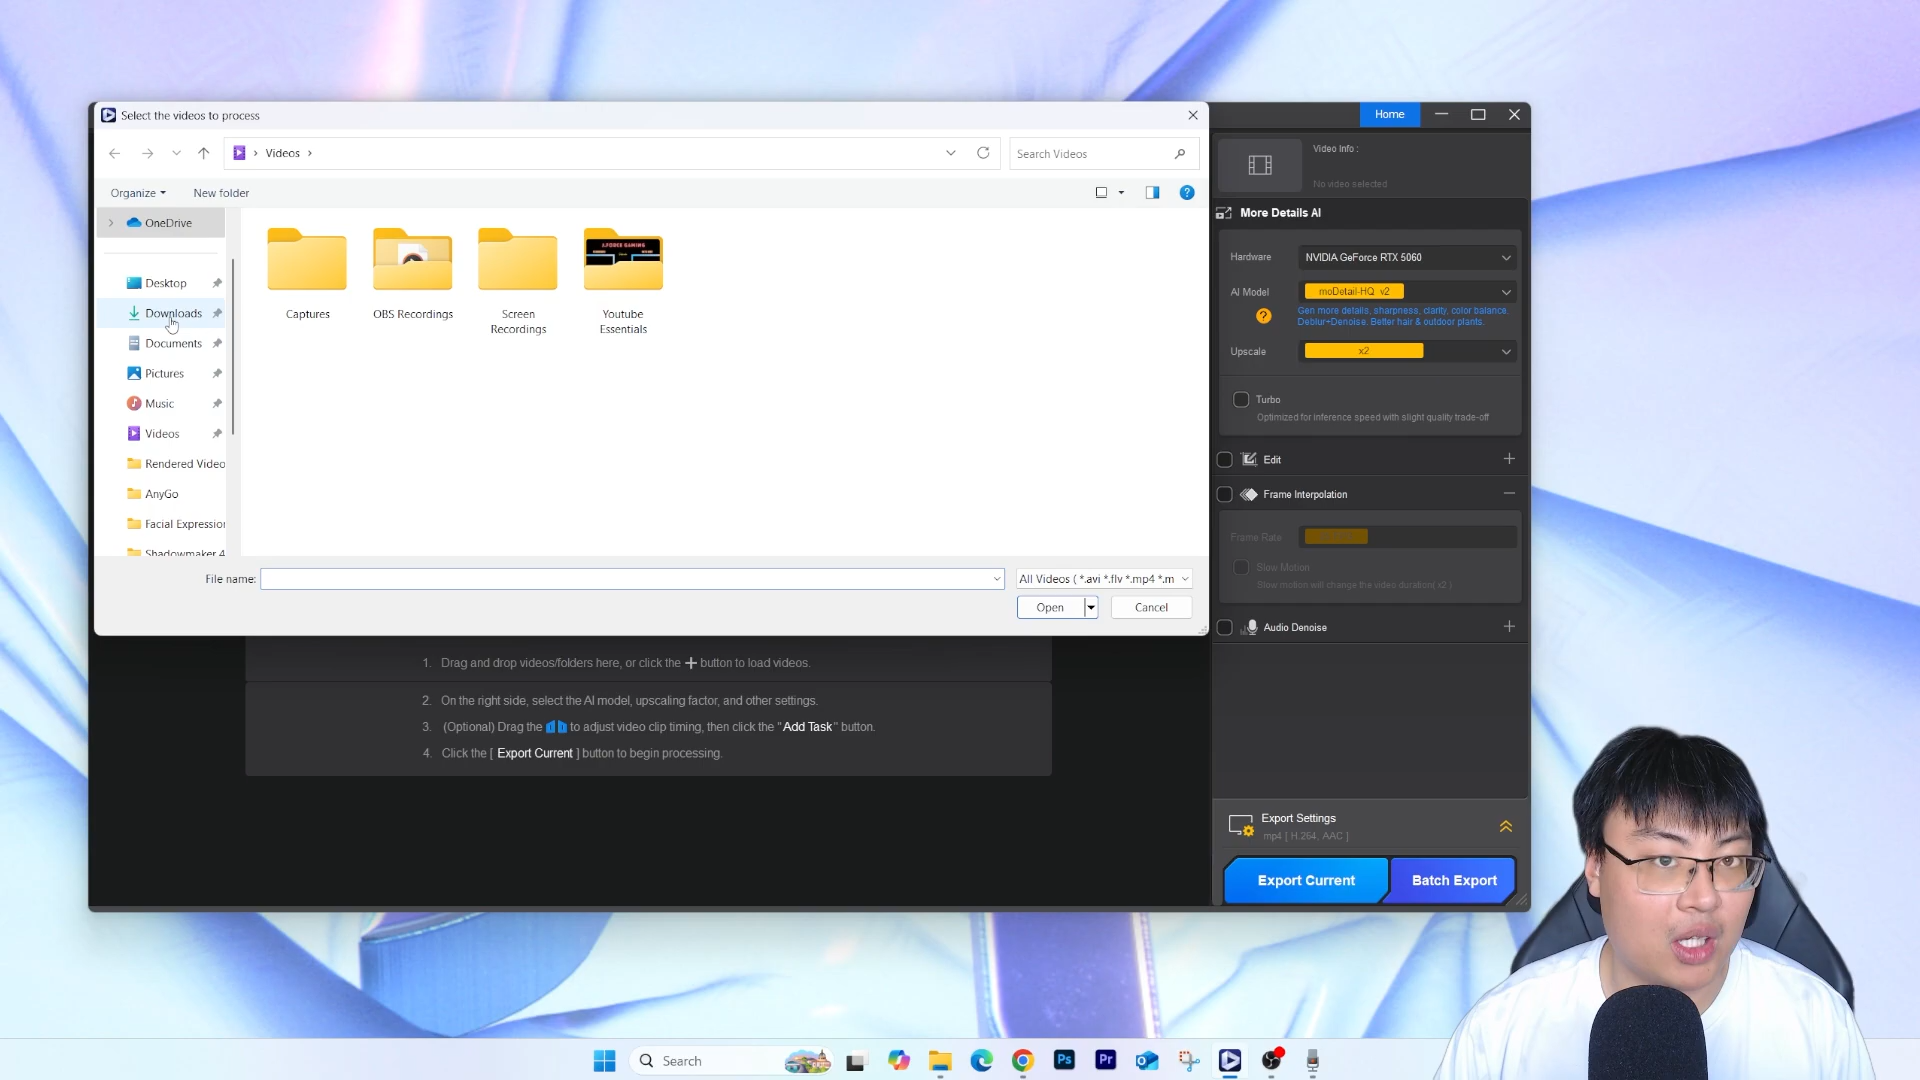 Select the videos to process
Home
Videos
Search Videos
Video Info :
No video selected
Organize
New folder
OneDrive
Desktop
Downloads
Documents
Pictures
Music
Videos
Rendered Video
AnyGo
Facial Expression
Shadowmaker 4
Captures
OBS Recordings
Screen
Recordings
J.FORCE GAMING
Youtube
Essentials
File name:
All Videos ( *.avi *.flv *.mp4 *.m
Open
Cancel
More Details AI
Hardware
NVIDIA GeForce RTX 5060
AI Model
moDetail-HQ v2
Gen more details, sharpness, clarity, color balance,
Deblur+Denoise. Better hair & outdoor plants.
Upscale
x2
Turbo
Optimized for inference speed with slight quality trade-off
Edit
Frame Interpolation
Frame Rate
Slow Motion
Slow motion will change the video duration( x2 )
Audio Denoise
1. Drag and drop videos/folders here, or click the + button to load videos.
2. On the right side, select the AI model, upscaling factor, and other settings.
3. (Optional) Drag the to adjust video clip timing, then click the "Add Task" button.
4. Click the [ Export Current ] button to begin processing.
Export Settings
mp4 [ H.264, AAC ]
Export Current
Batch Export
Search
Ps
Pr